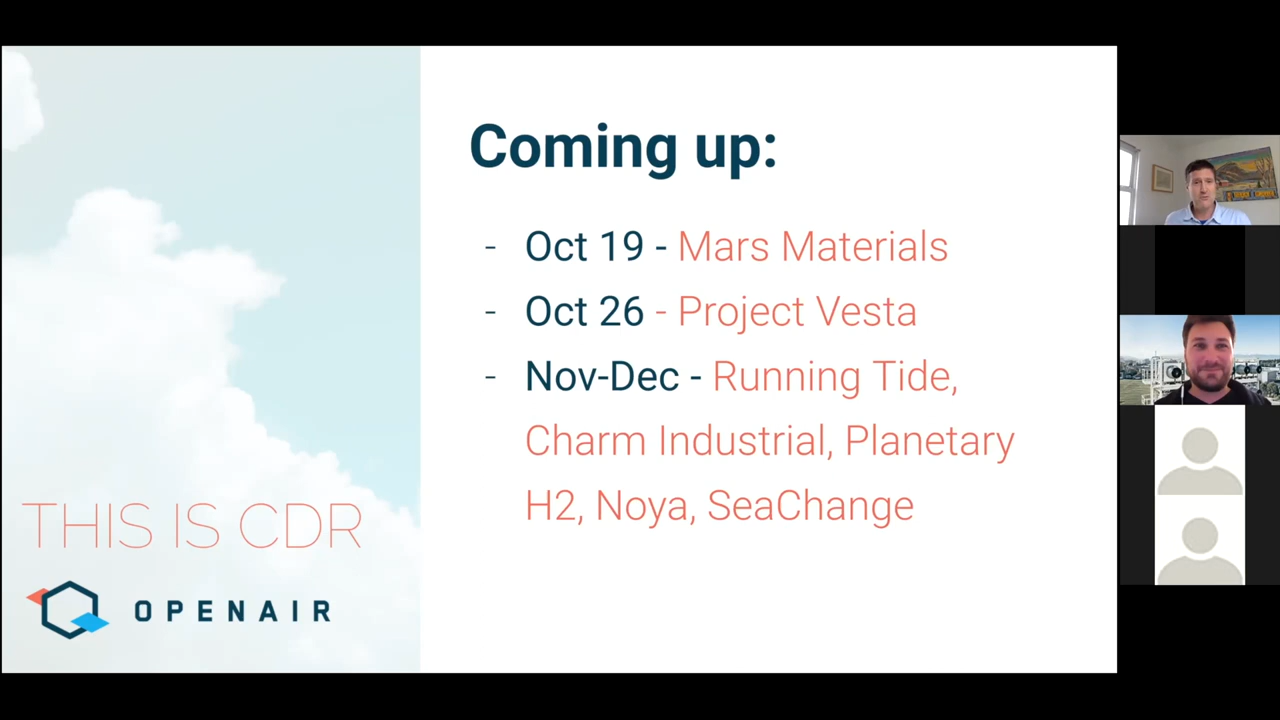 Coming up:
- Oct 19 - Mars Materials
- Oct 26 - Project Vesta
- Nov-Dec - Running Tide,
Charm Industrial, Planetary
H2, Noya, SeaChange
THIS IS CDR
OPENAIR